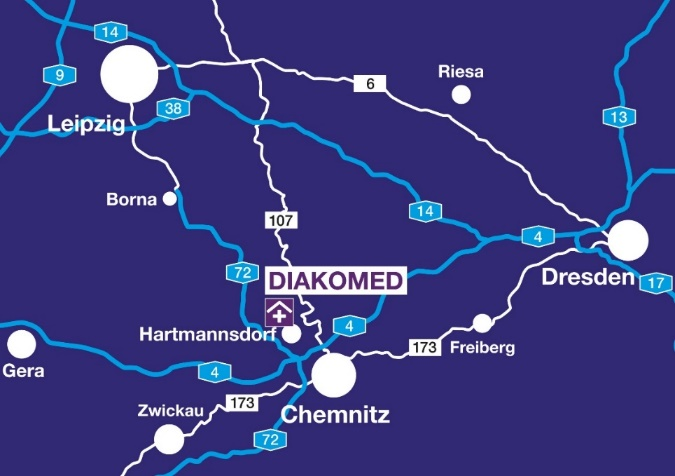 14
9
Riesa
6
38
13
Leipzig
Borna
107
14
4
72
DIAKOMED
Dresden
17
Hartmannsdorf
4
Gera
173
Freiberg
4
Zwickau
173
Chemnitz
72